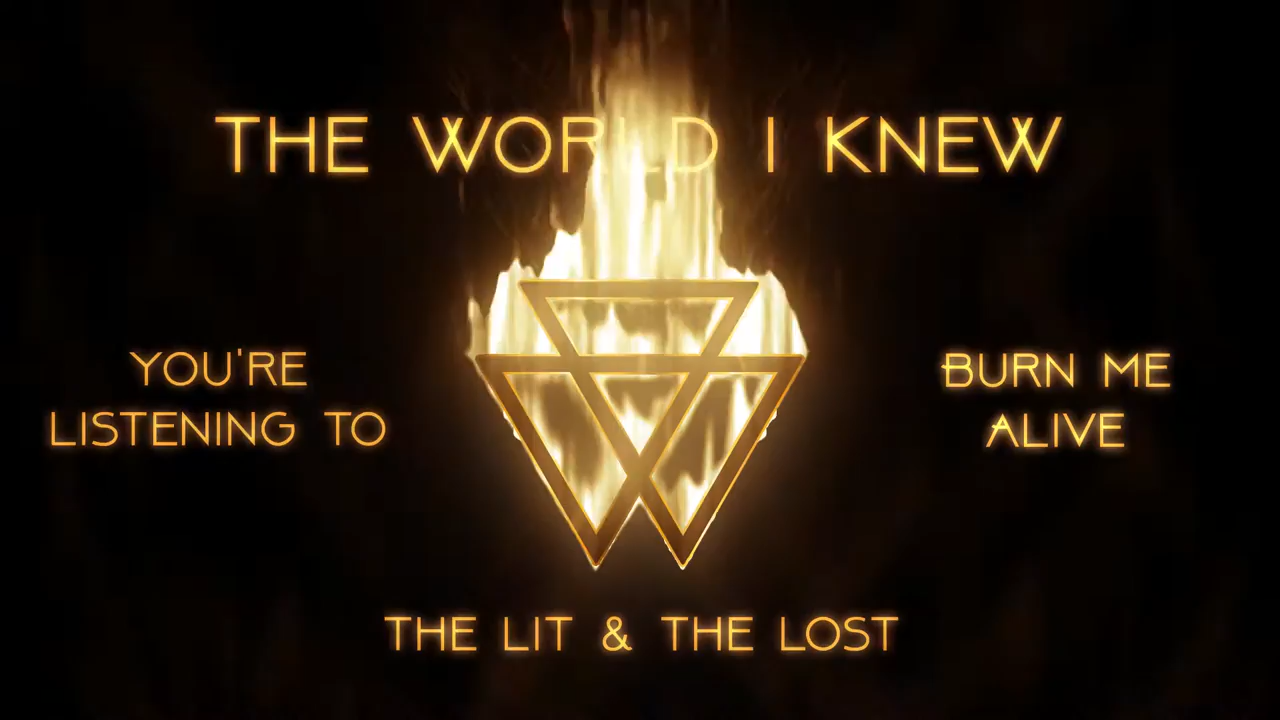 THE WORLD I KNEW
YOU'RE
LISTENING TO
BURN ME
ALIVE
THE LIT & THE LOST